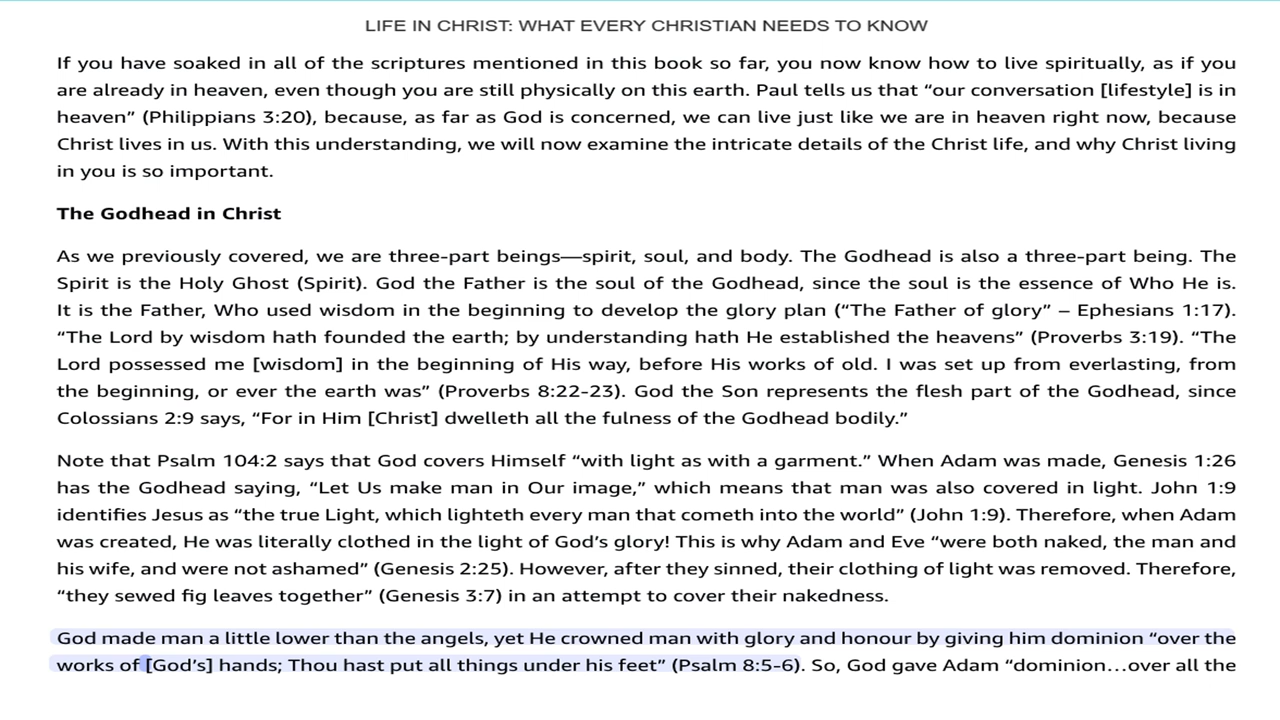 LIFE IN CHRIST: WHAT EVERY CHRISTIAN NEEDS TO KNOW
If you have soaked in all of the scriptures mentioned in this book so far, you now know how to live spiritually, as if you
are already in heaven, even though you are still physically on this earth. Paul tells us that “our conversation [lifestyle] is in
heaven” (Philippians 3:20), because, as far as God is concerned, we can live just like we are in heaven right now, because
Christ lives in us. With this understanding, we will now examine the intricate details of the Christ life, and why Christ living
in you is so important.
The Godhead in Christ
As we previously covered, we are three-part beings—spirit, soul, and body. The Godhead is also a three-part being. The
Spirit is the Holy Ghost (Spirit). God the Father is the soul of the Godhead, since the soul is the essence of Who He is.
It is the Father, Who used wisdom in the beginning to develop the glory plan (“The Father of glory” – Ephesians 1:17).
“The Lord by wisdom hath founded the earth; by understanding hath He established the heavens” (Proverbs 3:19). “The
Lord possessed me [wisdom] in the beginning of His way, before His works of old. I was set up from everlasting, from
the beginning, or ever the earth was” (Proverbs 8:22-23). God the Son represents the flesh part of the Godhead, since
Colossians 2:9 says, “For in Him [Christ] dwelleth all the fulness of the Godhead bodily.”
Note that Psalm 104:2 says that God covers Himself “with light as with a garment.” When Adam was made, Genesis 1:26
has the Godhead saying, “Let Us make man in Our image,” which means that man was also covered in light. John 1:9
identifies Jesus as “the true Light, which lighteth every man that cometh into the world” (John 1:9). Therefore, when Adam
was created, He was literally clothed in the light of God’s glory! This is why Adam and Eve “were both naked, the man and
his wife, and were not ashamed” (Genesis 2:25). However, after they sinned, their clothing of light was removed. Therefore,
“they sewed fig leaves together” (Genesis 3:7) in an attempt to cover their nakedness.
God made man a little lower than the angels, yet He crowned man with glory and honour by giving him dominion “over the
works of [God’s] hands; Thou hast put all things under his feet” (Psalm 8:5-6). So, God gave Adam “dominion…over all the